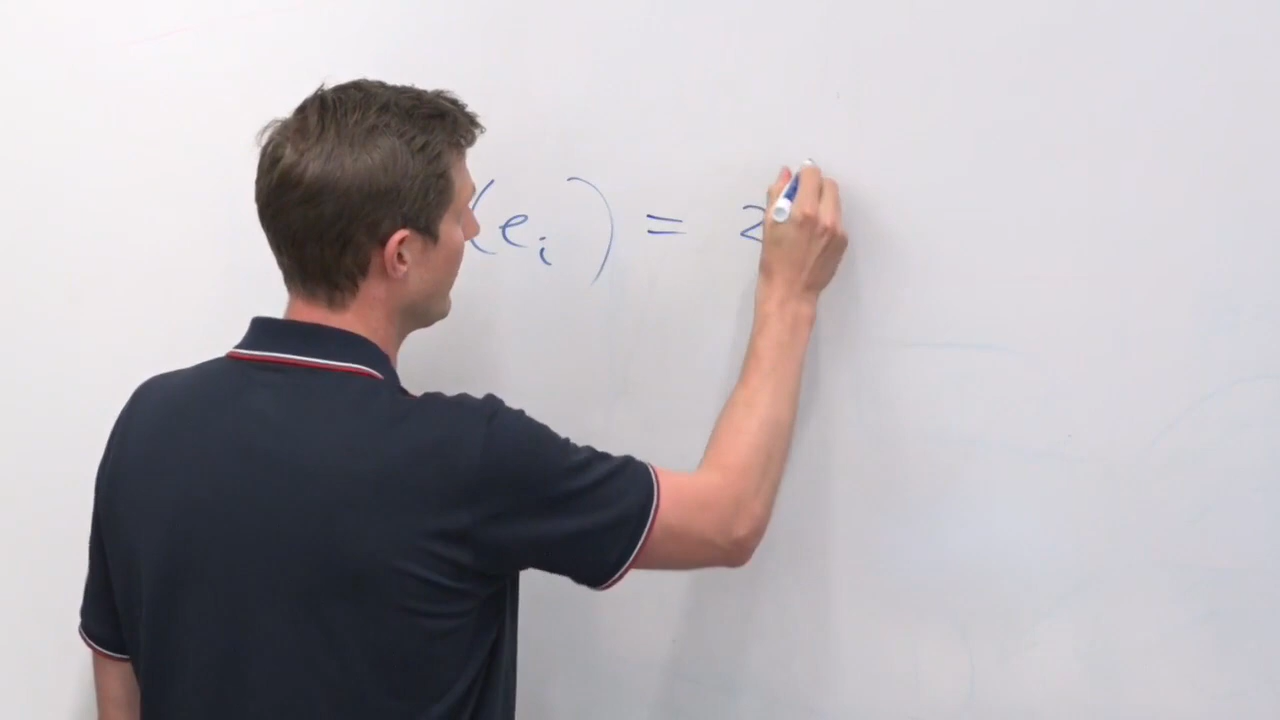 (e_i) = 2